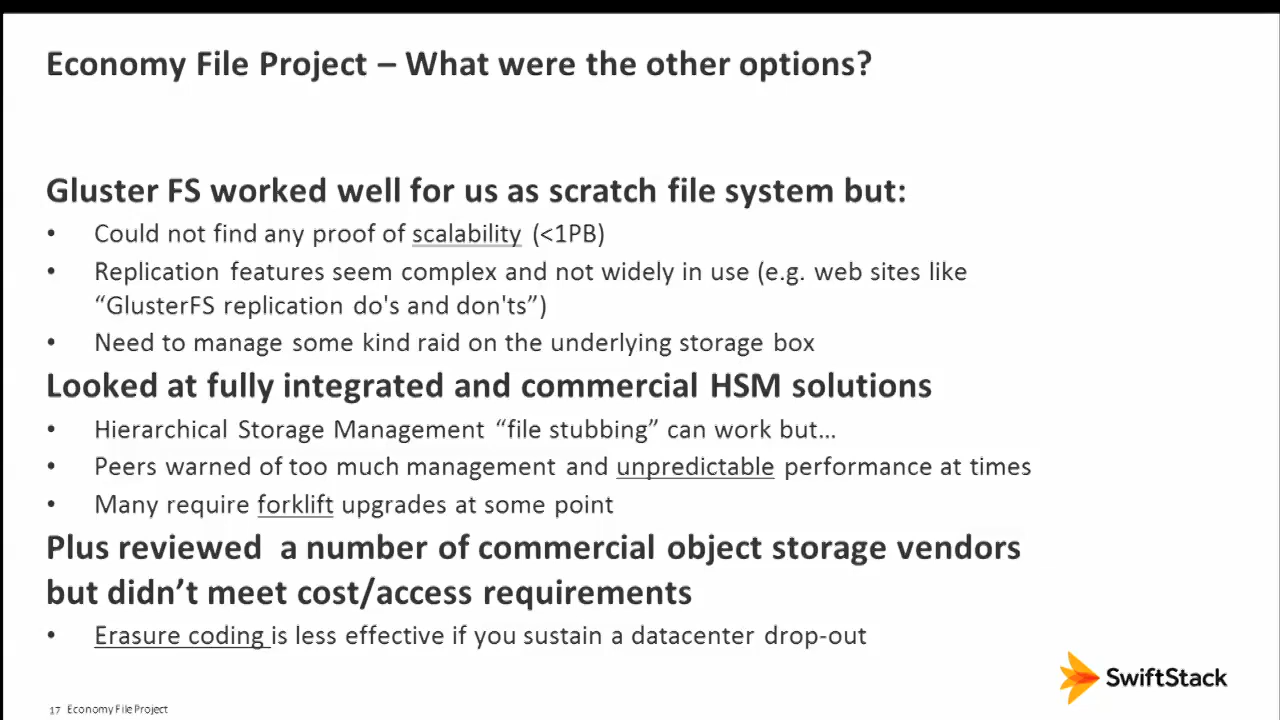 Economy File Project – What were the other options?
Gluster FS worked well for us as scratch file system but:
• Could not find any proof of scalability (<1PB)
• Replication features seem complex and not widely in use (e.g. web sites like
“GlusterFS replication do's and don'ts”)
• Need to manage some kind raid on the underlying storage box
Looked at fully integrated and commercial HSM solutions
• Hierarchical Storage Management “file stubbing” can work but…
• Peers warned of too much management and unpredictable performance at times
• Many require forklift upgrades at some point
Plus reviewed a number of commercial object storage vendors
but didn’t meet cost/access requirements
• Erasure coding is less effective if you sustain a datacenter drop-out
SwiftStack
17 Economy File Project